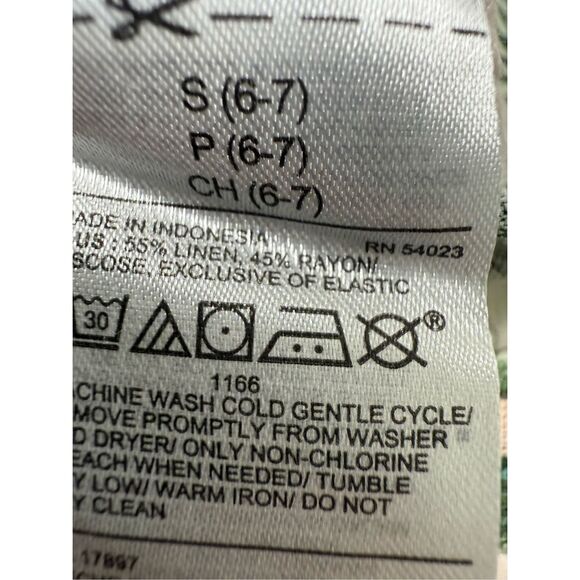 S (6-7)
P (6-7)
CH (6-7)
ADE IN INDONESIA
RN 54023
US : 55% LINEN, 45% RAYON/
SCOSE, EXCLUSIVE OF ELASTIC
30
®
1166
ACHINE WASH COLD GENTLE CYCLE/
MOVE PROMPTLY FROM WASHER
D DRYER/ ONLY NON-CHLORINE
EACH WHEN NEEDED/ TUMBLE
Y LOW/ WARM IRON/ DO NOT
Y CLEAN
17897